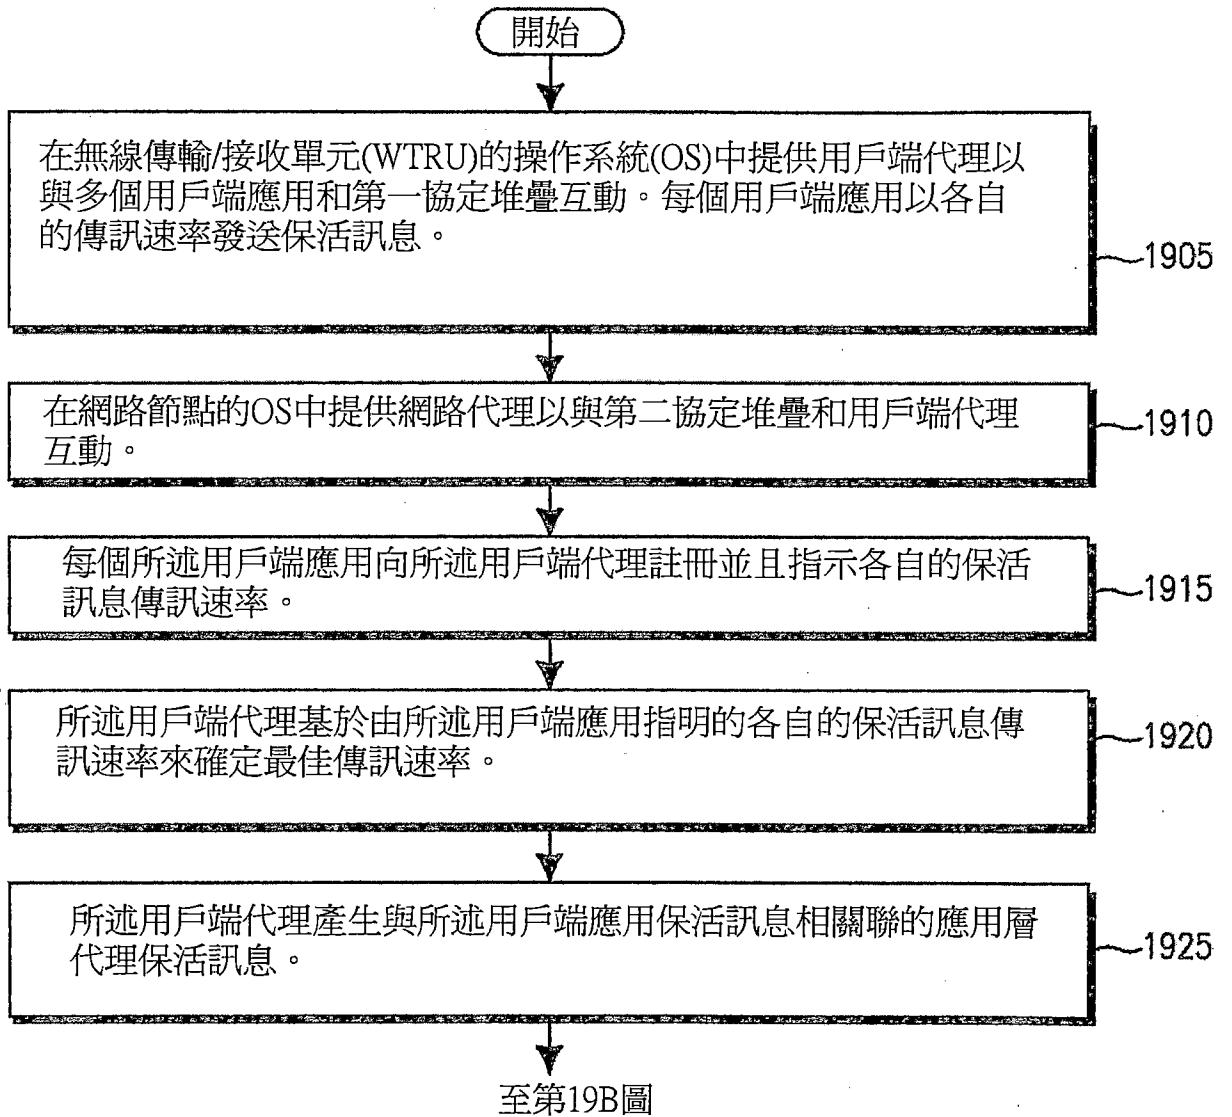 開始
在無線傳輸/接收單元(WTRU)的操作系統(OS)中提供用戶端代理以
與多個用戶端應用和第一協定堆疊互動。每個用戶端應用以各自
的傳訊速率發送保活訊息。
1905
在網路節點的OS中提供網路代理以與第二協定堆疊和用戶端代理
互動。
1910
每個所述用戶端應用向所述用戶端代理註冊並且指示各自的保活
訊息傳訊速率。
1915
所述用戶端代理基於由所述用戶端應用指明的各自的保活訊息傳
訊速率來確定最佳傳訊速率。
1920
所述用戶端代理產生與所述用戶端應用保活訊息相關聯的應用層
代理保活訊息。
1925
至第19B圖